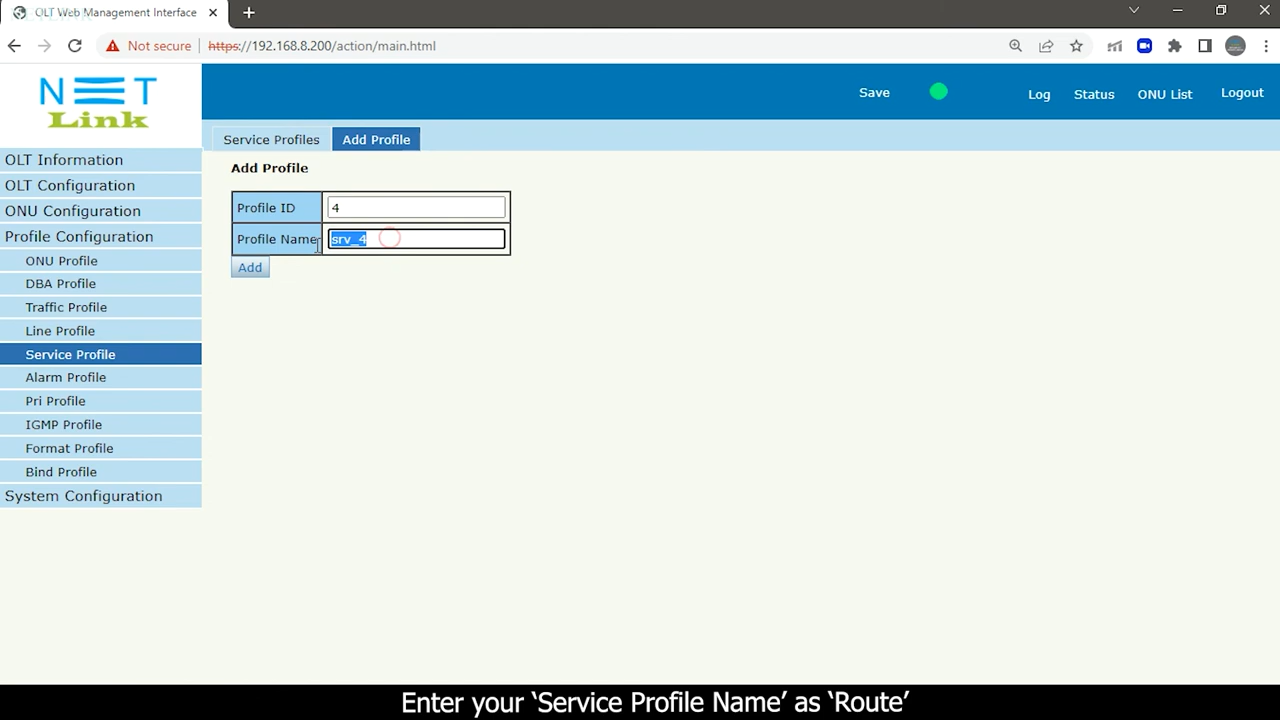 OLT Web Management Interface
Not secure
https://192.168.8.200/action/main.html
NET
Link
Save
Log
Status
ONU List
Logout
Service Profiles
Add Profile
OLT Information
OLT Configuration
ONU Configuration
Profile Configuration
ONU Profile
DBA Profile
Traffic Profile
Line Profile
Service Profile
Alarm Profile
Pri Profile
IGMP Profile
Format Profile
Bind Profile
System Configuration
Add Profile
Profile ID 4
Profile Name srv_4
Add
Enter your ‘Service Profile Name’ as ‘Route’